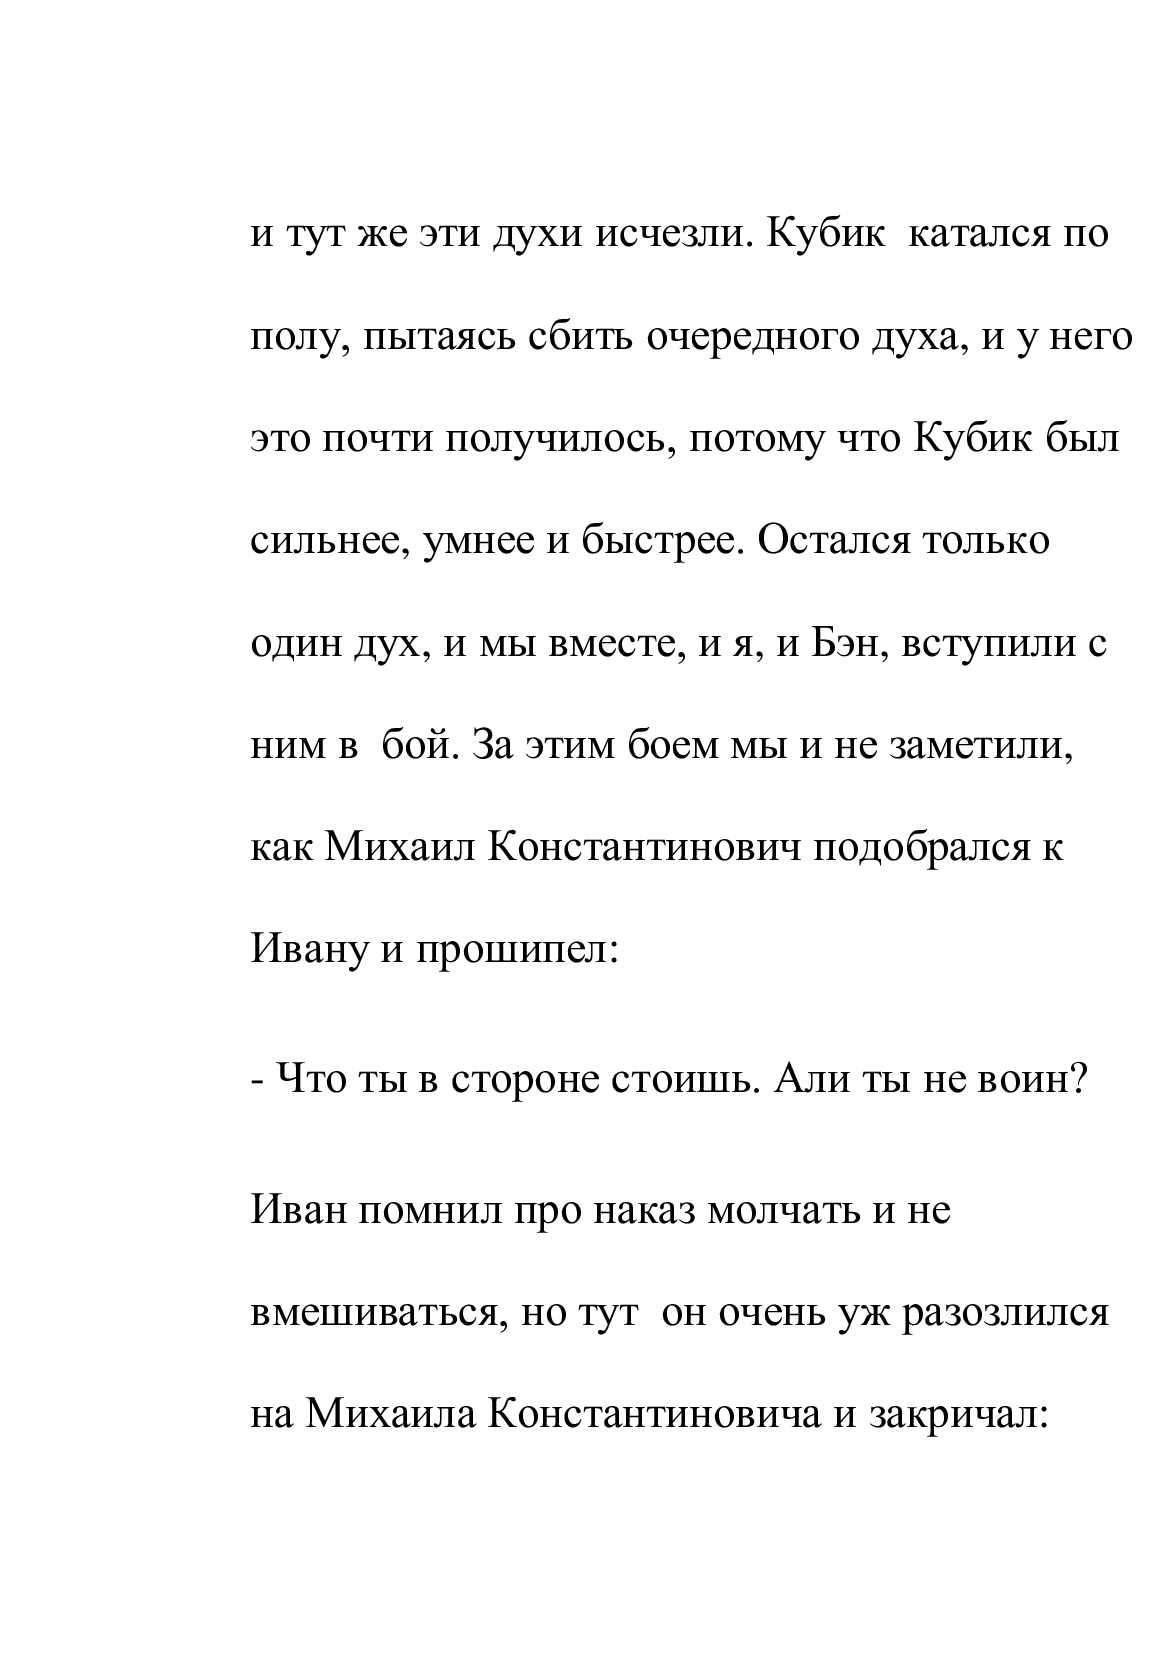 и тут же эти духи исчезли. Кубик  катался по
полу, пытаясь сбить очередного духа, и у него
это почти получилось, потому что Кубик был
сильнее, умнее и быстрее. Остался только
один дух, и мы вместе, и я, и Бэн, вступили с
ним в  бой. За этим боем мы и не заметили,
как Михаил Константинович подобрался к
Ивану и прошипел:
- Что ты в стороне стоишь. Али ты не воин?
Иван помнил про наказ молчать и не
вмешиваться, но тут  он очень уж разозлился
на Михаила Константиновича и закричал: